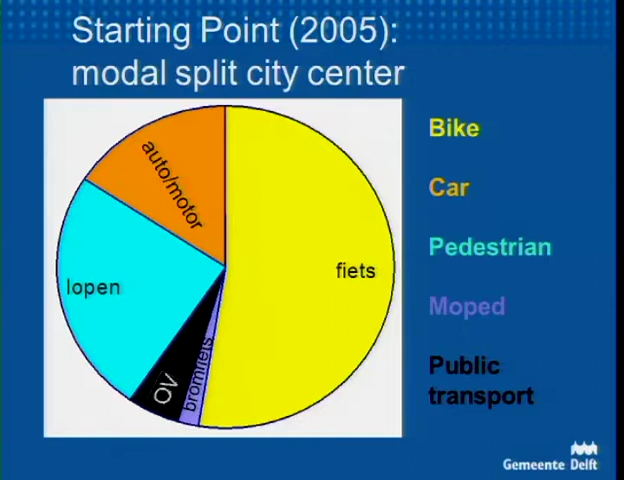 Starting Point (2005):
modal split city center
auto/motor
fiets
lopen
OV
bromfiets
Bike
Car
Pedestrian
Moped
Public
transport
Gemeente Delft